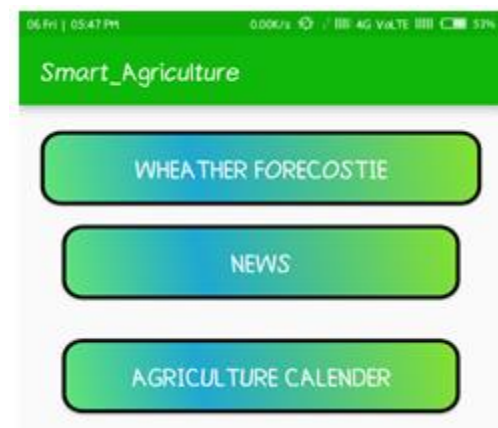 06 Fri | 05:47 PM 0.00K/s 4G VoLTE 53%
Smart_Agriculture
WHEATHER FORECOSTIE
NEWS
AGRICULTURE CALENDER